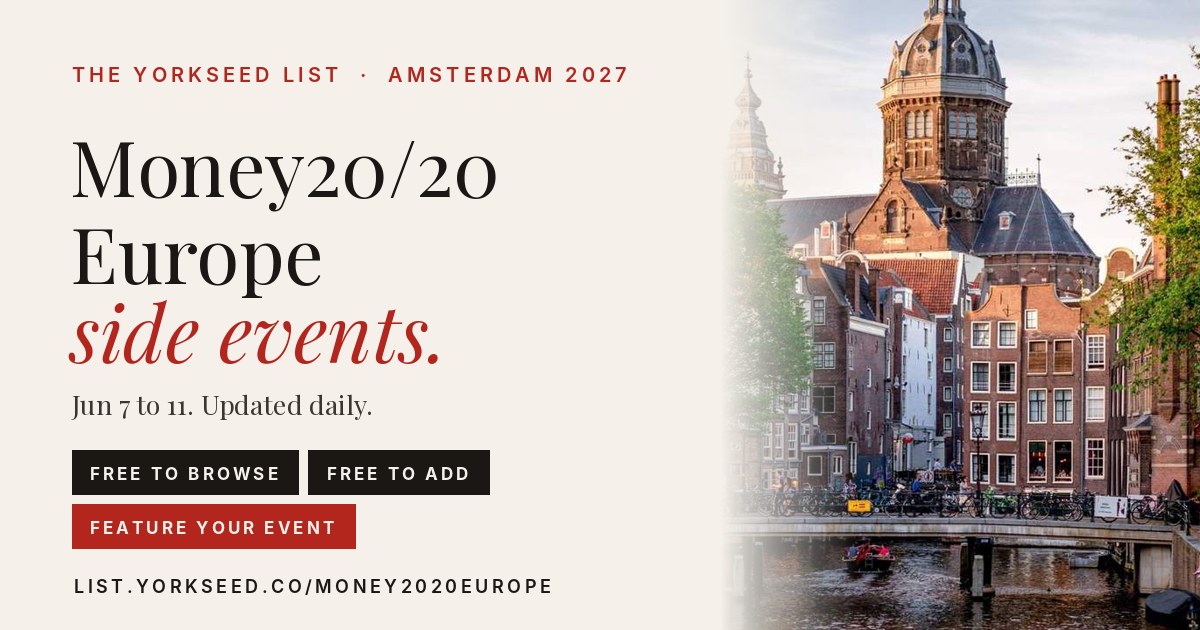 THE YORKSEED LIST · AMSTERDAM 2027
Money20/20
Europe
side events.
Jun 7 to 11. Updated daily.
FREE TO BROWSE FREE TO ADD
FEATURE YOUR EVENT
LIST.YORKSEED.CO/MONEY2020EUROPE